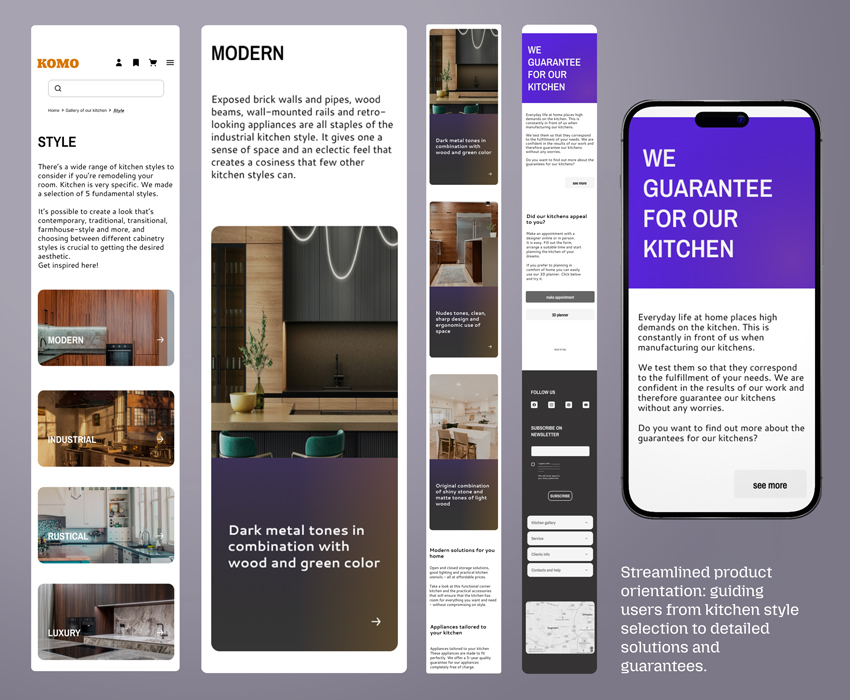 KOMO
Home > Gallery of our kitchen > Style
STYLE
There's a wide range of kitchen styles to
consider if you're remodeling your
room. Kitchen is very specific. We made
a selection of 5 fundamental styles.
It's possible to create a look that's
contemporary, traditional, transitional,
farmhouse-style and more, and
choosing between different cabinetry
styles is crucial to getting the desired
aesthetic.
Get inspired here!
MODERN
INDUSTRIAL
RUSTICAL
LUXURY
MODERN
Exposed brick walls and pipes, wood
beams, wall-mounted rails and retro-
looking appliances are all staples of the
industrial kitchen style. It gives one a
sense of space and an eclectic feel that
creates a cosiness that few other
kitchen styles can.
Dark metal tones in
combination with
wood and green color
Dark metal tones in
combination with
wood and green color
Nudes tones, clean,
sharp design and
ergonomic use of
space
Original combination
of shiny stone and
matte tones of light
wood
Modern solutions for you
home
Open and closed storage solutions,
good lighting and practical kitchen
utensils – all at affordable prices.
Take a look at this functional corner
kitchen and the practical accessories
that will ensure that the kitchen has
room for everything you want and need
– without compromising on style.
Appliances tailored to
your kitchen
Appliances tailored to your kitchen
These appliances are made to fit
perfectly. We offer a 5-year quality
guarantee for our appliances
completely free of charge.
WE
GUARANTEE
FOR OUR
KITCHEN
Everyday life at home places high
demands on the kitchen. This is
constantly in front of us when
manufacturing our kitchens.
We test them so that they correspond
to the fulfillment of your needs. We are
confident in the results of our work and
therefore guarantee our kitchens
without any worries.
Do you want to find out more about the
guarantees for our kitchens?
see more
Did our kitchens appeal
to you?
Make an appointment with a
designer online or in person.
It is easy. Fill out the form,
arrange a suitable time and start
planning the kitchen of your
dreams.
If you prefer to planning in
comfort of home you can easily
use our 3D planner. Click below
and try it.
make appointment
3D planner
FOLLOW US
SUBSCRIBE ON
NEWSLETTER
SUBSCRIBE
Kitchen gallery
Service
Clients info
Contacts and help
WE
GUARANTEE
FOR OUR
KITCHEN
Everyday life at home places high
demands on the kitchen. This is
constantly in front of us when
manufacturing our kitchens.
We test them so that they correspond
to the fulfillment of your needs. We are
confident in the results of our work and
therefore guarantee our kitchens
without any worries.
Do you want to find out more about the
guarantees for our kitchens?
see more
Streamlined product
orientation: guiding
users from kitchen style
selection to detailed
solutions and
guarantees.